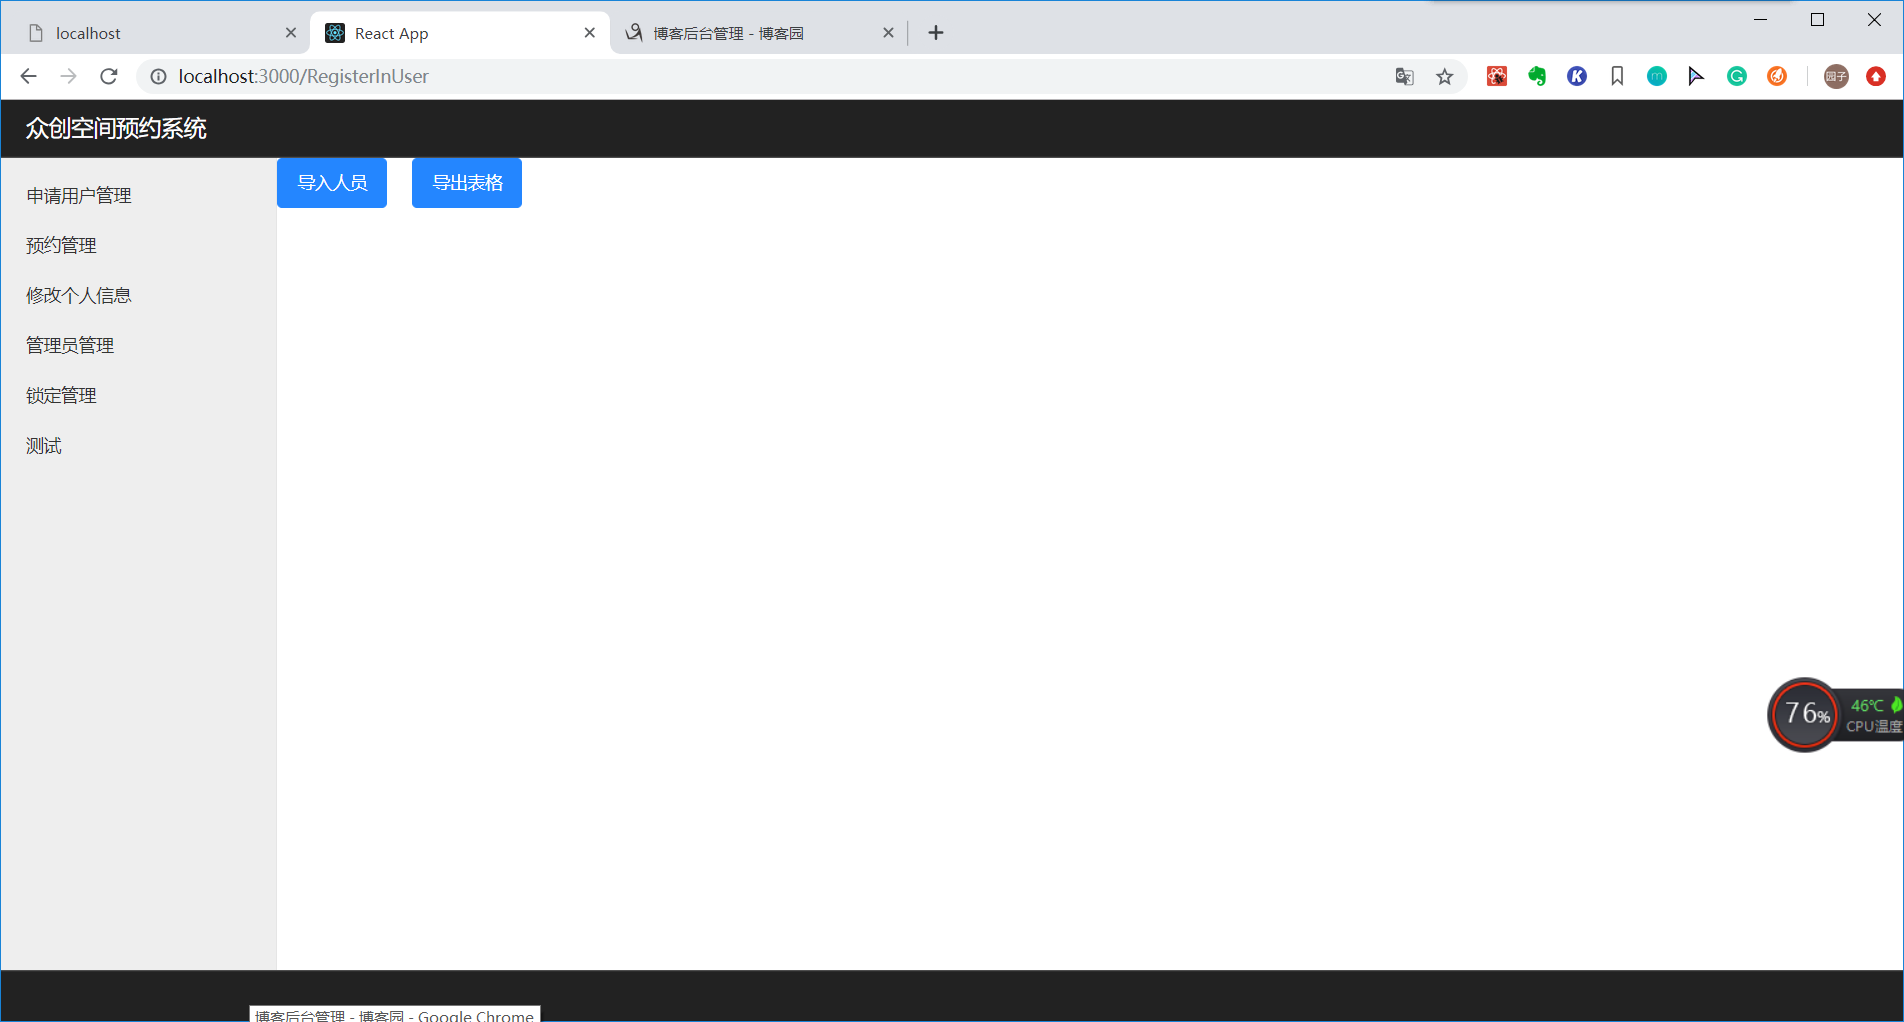 localhost
React App
博客后台管理 - 博客园
localhost:3000/RegisterInUser
园子
众创空间预约系统
导入人员
导出表格
申请用户管理
预约管理
修改个人信息
管理员管理
锁定管理
测试
76%
46℃
CPU温度
博客后台管理 - 博客园 - Google Chrome